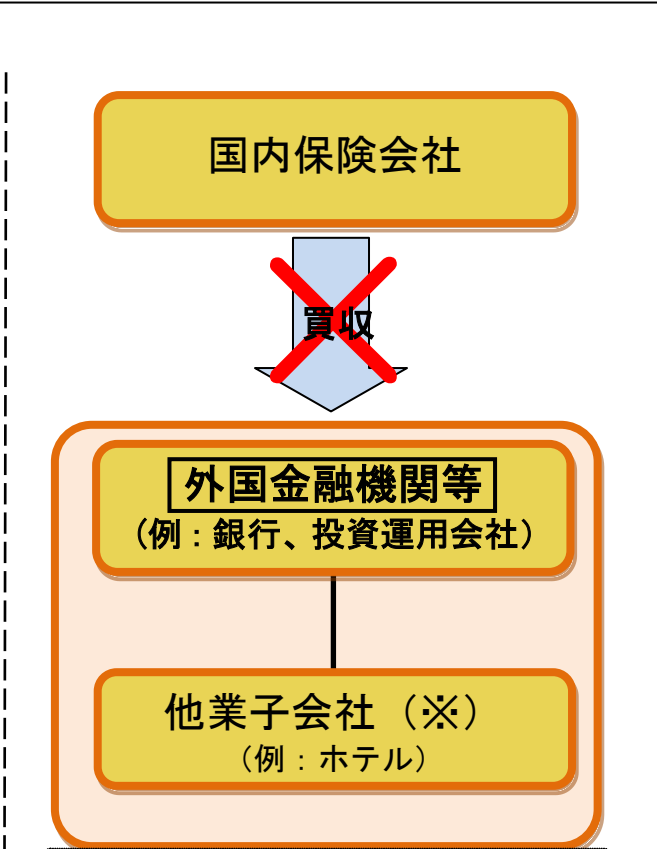 国内保険会社
買収
外国金融機関等
（例：銀行、投資運用会社）
他業子会社（※）
（例：ホテル）